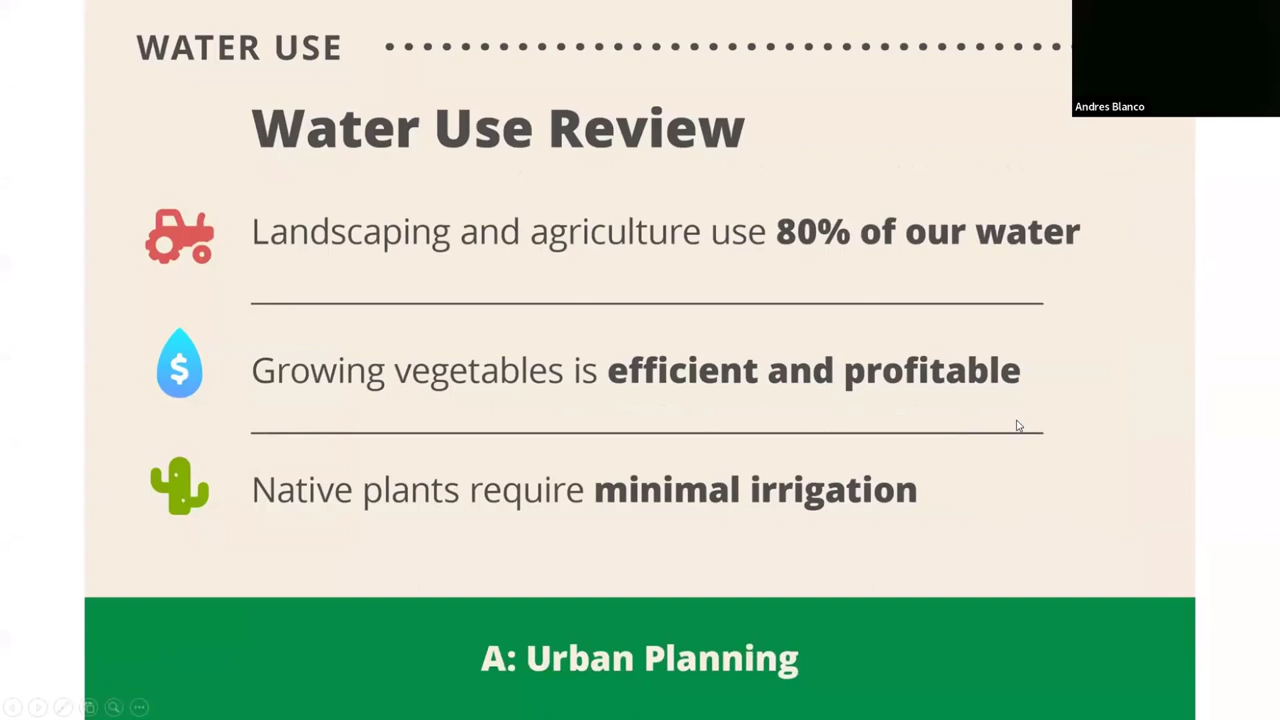 WATER USE
Andres Blanco
Water Use Review
Landscaping and agriculture use 80% of our water
$
Growing vegetables is efficient and profitable
Native plants require minimal irrigation
A: Urban Planning